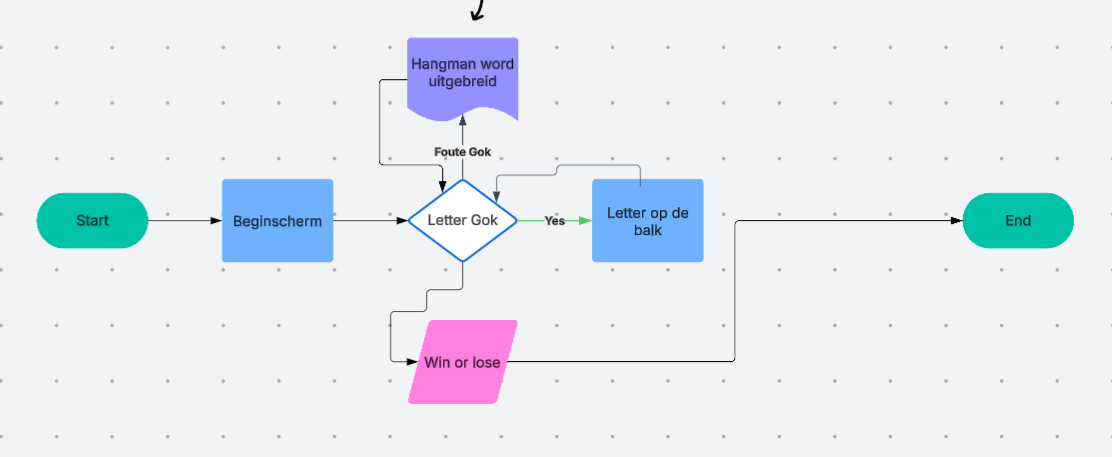 Hangman word
uitgebreid
Foute Gok
Start
Beginscherm
Letter Gok
Yes
Letter op de
balk
End
Win or lose